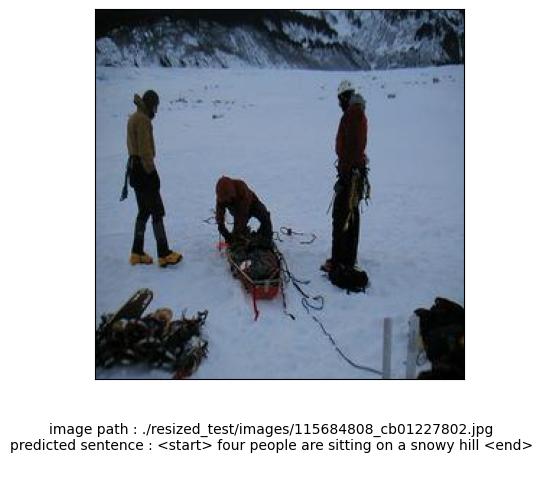 image path : ./resized_test/images/115684808_cb01227802.jpg
predicted sentence : <start> four people are sitting on a snowy hill <end>